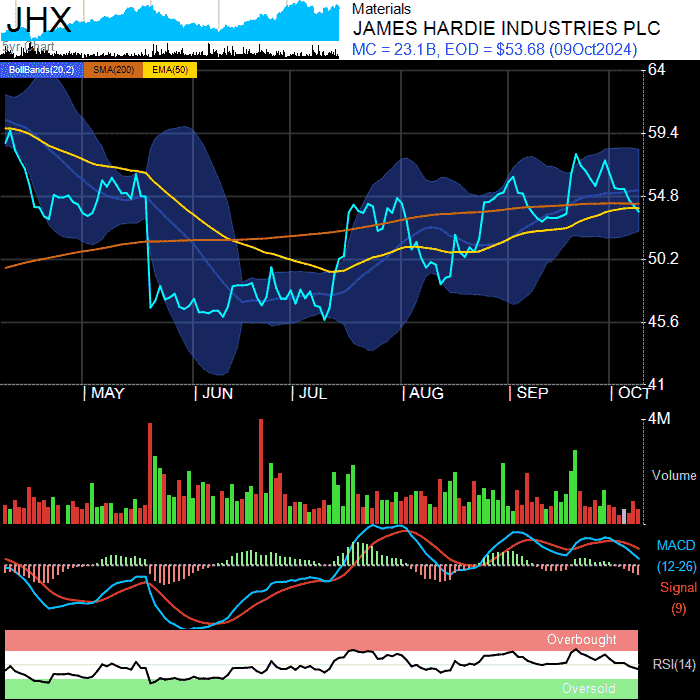 JHX
3yr Chart
Materials
JAMES HARDIE INDUSTRIES PLC
MC = 23.1B, EOD = $53.68 (09Oct2024)
BollBands(20,2) SMA(200) EMA(50)
64
59.4
54.8
50.2
45.6
41
MAY JUN JUL AUG SEP OCT
4M
Volume
MACD
(12-26)
Signal
(9)
Overbought
RSI(14)
Oversold